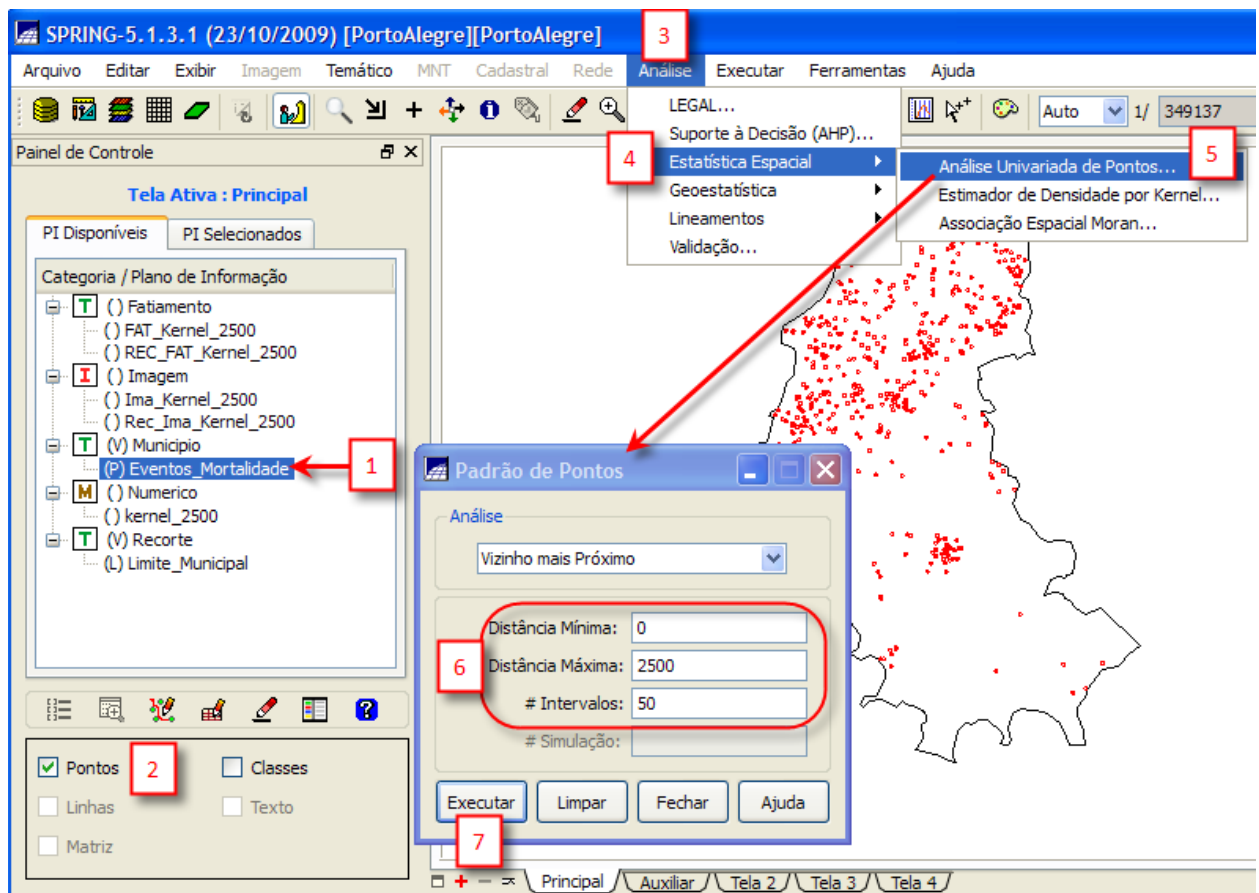 SPRING-5.1.3.1 (23/10/2009) [PortoAlegre][PortoAlegre]
3
Arquivo Editar Exibir Imagem Temático MNT Cadastral Rede Análise Executar Ferramentas Ajuda
Auto 1/ 349137
LEGAL...
Suporte à Decisão (AHP)...
4
Estatística Espacial
Geoestatística
Lineamentos
Validação...
Análise Univariada de Pontos...
5
Estimador de Densidade por Kernel...
Associação Espacial Moran...
Painel de Controle
Tela Ativa : Principal
PI Disponíveis PI Selecionados
Categoria / Plano de Informação
T () Fatiamento
() FAT_Kernel_2500
() REC_FAT_Kernel_2500
I () Imagem
() Ima_Kernel_2500
() Rec_Ima_Kernel_2500
T (V) Municipio
(P) Eventos_Mortalidade
1
M () Numerico
() kernel_2500
T (V) Recorte
(L) Limite_Municipal
Pontos
2
Classes
Linhas
Texto
Matriz
Padrão de Pontos
Análise
Vizinho mais Próximo
6
Distância Mínima: 0
Distância Máxima: 2500
# Intervalos: 50
# Simulação:
Executar Limpar Fechar Ajuda
7
Principal Auxiliar Tela 2 Tela 3 Tela 4